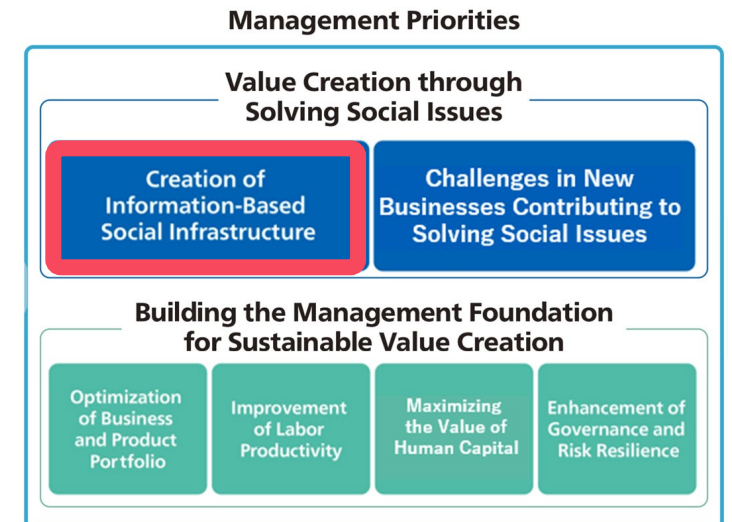 Management Priorities
Value Creation through
Solving Social Issues
Creation of
Information-Based
Social Infrastructure
Challenges in New
Businesses Contributing to
Solving Social Issues
Building the Management Foundation
for Sustainable Value Creation
Optimization
of Business
and Product
Portfolio
Improvement
of Labor
Productivity
Maximizing
the Value of
Human Capital
Enhancement of
Governance and
Risk Resilience